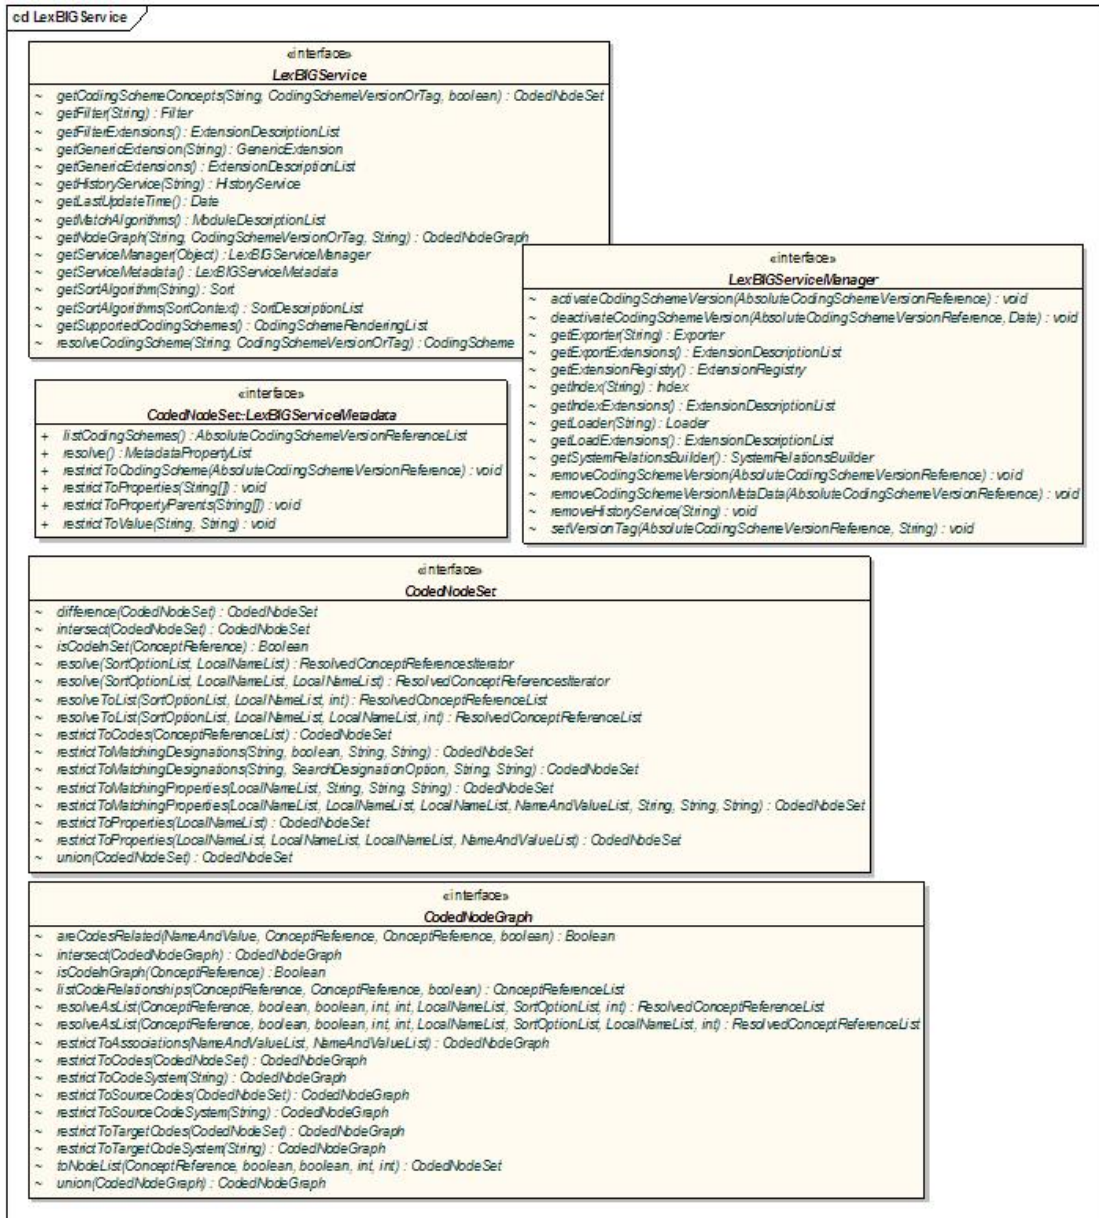 cd LexBIGService
«interface»
LexBIGService
~ getCodingSchemeConcepts(String, CodingSchemeVersionOrTag, boolean) : CodedNodeSet
~ getFilter(String) : Filter
~ getFilterExtensions() : ExtensionDescriptionList
~ getGenericExtension(String) : GenericExtension
~ getGenericExtensions() : ExtensionDescriptionList
~ getHistoryService(String) : HistoryService
~ getLastUpdateTime() : Date
~ getMatchAlgorithms() : ModuleDescriptionList
~ getNodeGraph(String, CodingSchemeVersionOrTag, String) : CodedNodeGraph
~ getServiceManager(Object) : LexBIGServiceManager
~ getServiceMetadata() : LexBIGServiceMetadata
~ getSortAlgorithm(String) : Sort
~ getSortAlgorithms(SortContext) : SortDescriptionList
~ getSupportedCodingSchemes() : CodingSchemeRenderingList
~ resolveCodingScheme(String, CodingSchemeVersionOrTag) : CodingScheme
«interface»
LexBIGServiceManager
~ activateCodingSchemeVersion(AbsoluteCodingSchemeVersionReference) : void
~ deactivateCodingSchemeVersion(AbsoluteCodingSchemeVersionReference, Date) : void
~ getExporter(String) : Exporter
~ getExportExtensions() : ExtensionDescriptionList
~ getExtensionRegistry() : ExtensionRegistry
~ getIndex(String) : Index
~ getIndexExtensions() : ExtensionDescriptionList
~ getLoader(String) : Loader
~ getLoadExtensions() : ExtensionDescriptionList
~ getSystemRelationsBuilder() : SystemRelationsBuilder
~ removeCodingSchemeVersion(AbsoluteCodingSchemeVersionReference) : void
~ removeCodingSchemeVersionMetaData(AbsoluteCodingSchemeVersionReference) : void
~ removeHistoryService(String) : void
~ setVersionTag(AbsoluteCodingSchemeVersionReference, String) : void
«interface»
CodedNodeSet::LexBIGServiceMetadata
+ listCodingSchemes() : AbsoluteCodingSchemeVersionReferenceList
+ resolve() : MetadataPropertyList
+ restrictToCodingScheme(AbsoluteCodingSchemeVersionReference) : void
+ restrictToProperties(String[]) : void
+ restrictToPropertyParents(String[]) : void
+ restrictToValue(String, String) : void
«interface»
CodedNodeSet
~ difference(CodedNodeSet) : CodedNodeSet
~ intersect(CodedNodeSet) : CodedNodeSet
~ isCodeInSet(ConceptReference) : Boolean
~ resolve(SortOptionList, LocalNameList) : ResolvedConceptReferencesIterator
~ resolve(SortOptionList, LocalNameList, LocalNameList) : ResolvedConceptReferencesIterator
~ resolveToList(SortOptionList, LocalNameList, int) : ResolvedConceptReferenceList
~ resolveToList(SortOptionList, LocalNameList, LocalNameList, int) : ResolvedConceptReferenceList
~ restrictToCodes(ConceptReferenceList) : CodedNodeSet
~ restrictToMatchingDesignations(String, boolean, String, String) : CodedNodeSet
~ restrictToMatchingDesignations(String, SearchDesignationOption, String, String) : CodedNodeSet
~ restrictToMatchingProperties(LocalNameList, String, String, String) : CodedNodeSet
~ restrictToMatchingProperties(LocalNameList, LocalNameList, LocalNameList, NameAndValueList, String, String, String) : CodedNodeSet
~ restrictToProperties(LocalNameList) : CodedNodeSet
~ restrictToProperties(LocalNameList, LocalNameList, LocalNameList, NameAndValueList) : CodedNodeSet
~ union(CodedNodeSet) : CodedNodeSet
«interface»
CodedNodeGraph
~ areCodesRelated(NameAndValue, ConceptReference, ConceptReference, boolean) : Boolean
~ intersect(CodedNodeGraph) : CodedNodeGraph
~ isCodeInGraph(ConceptReference) : Boolean
~ listCodeRelationships(ConceptReference, ConceptReference, boolean) : ConceptReferenceList
~ resolveAsList(ConceptReference, boolean, boolean, int, int, LocalNameList, SortOptionList, int) : ResolvedConceptReferenceList
~ resolveAsList(ConceptReference, boolean, boolean, int, int, LocalNameList, SortOptionList, LocalNameList, int) : ResolvedConceptReferenceList
~ restrictToAssociations(NameAndValueList, NameAndValueList) : CodedNodeGraph
~ restrictToCodes(CodedNodeSet) : CodedNodeGraph
~ restrictToCodeSystem(String) : CodedNodeGraph
~ restrictToSourceCodes(CodedNodeSet) : CodedNodeGraph
~ restrictToSourceCodeSystem(String) : CodedNodeGraph
~ restrictToTargetCodes(CodedNodeSet) : CodedNodeGraph
~ restrictToTargetCodeSystem(String) : CodedNodeGraph
~ toNodeList(ConceptReference, boolean, boolean, int, int) : CodedNodeSet
~ union(CodedNodeGraph) : CodedNodeGraph